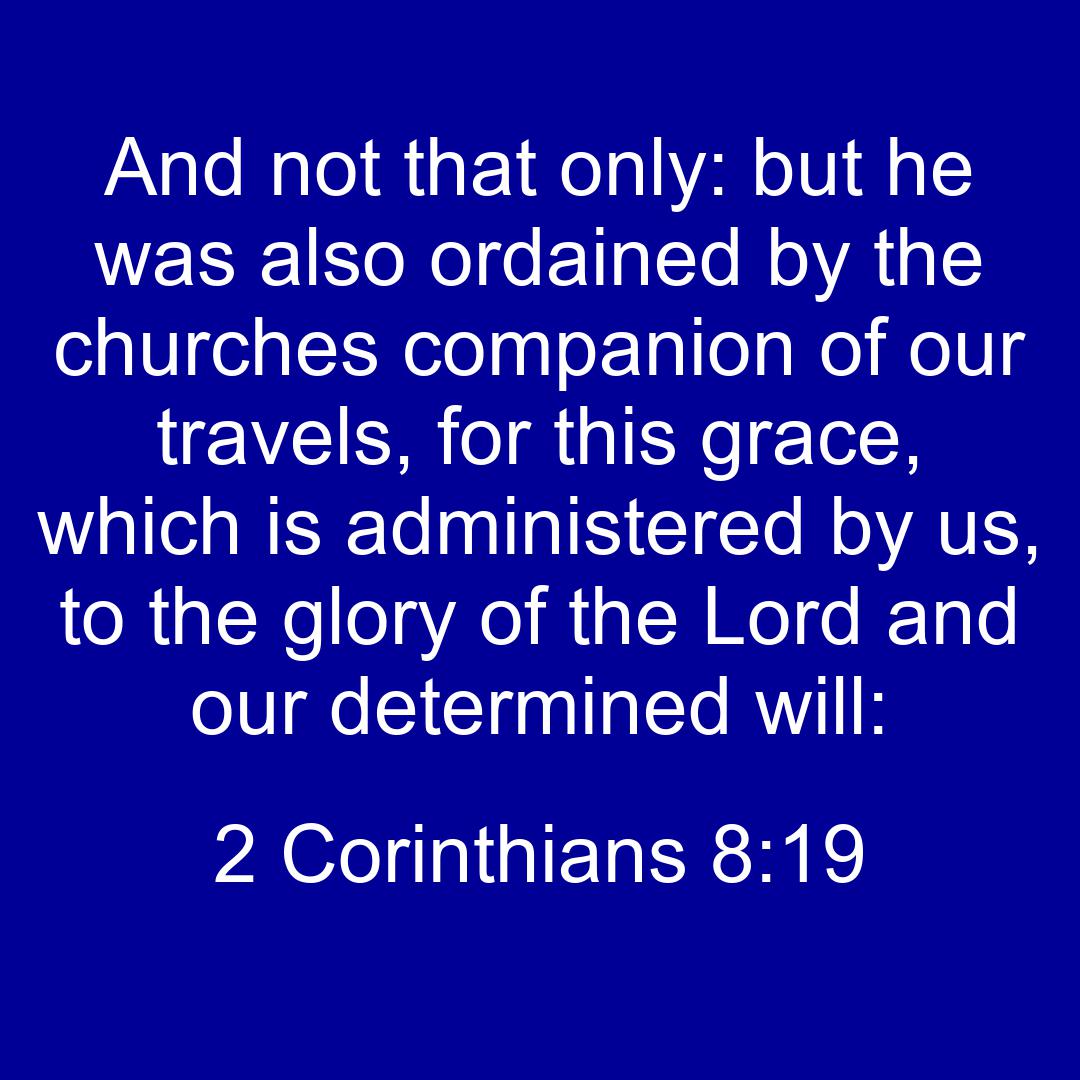 And not that only: but he
was also ordained by the
churches companion of our
travels, for this grace,
which is administered by us,
to the glory of the Lord and
our determined will:
2 Corinthians 8:19